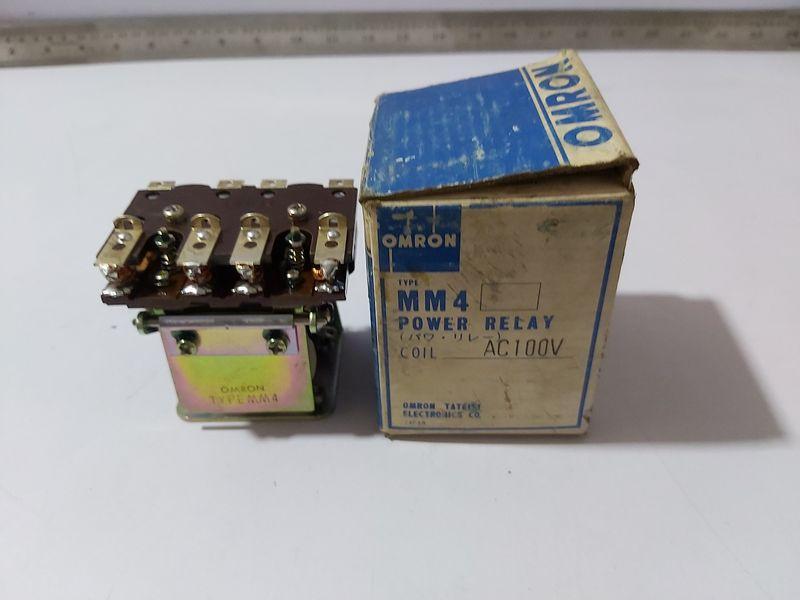 OMRON
OMRON
TYPE
MM4
POWER RELAY
(パワ・リレー)
COIL AC100V
OMRON TATEISI
ELECTRONICS CO.
JAPAN
OMRON
TYPE MM4